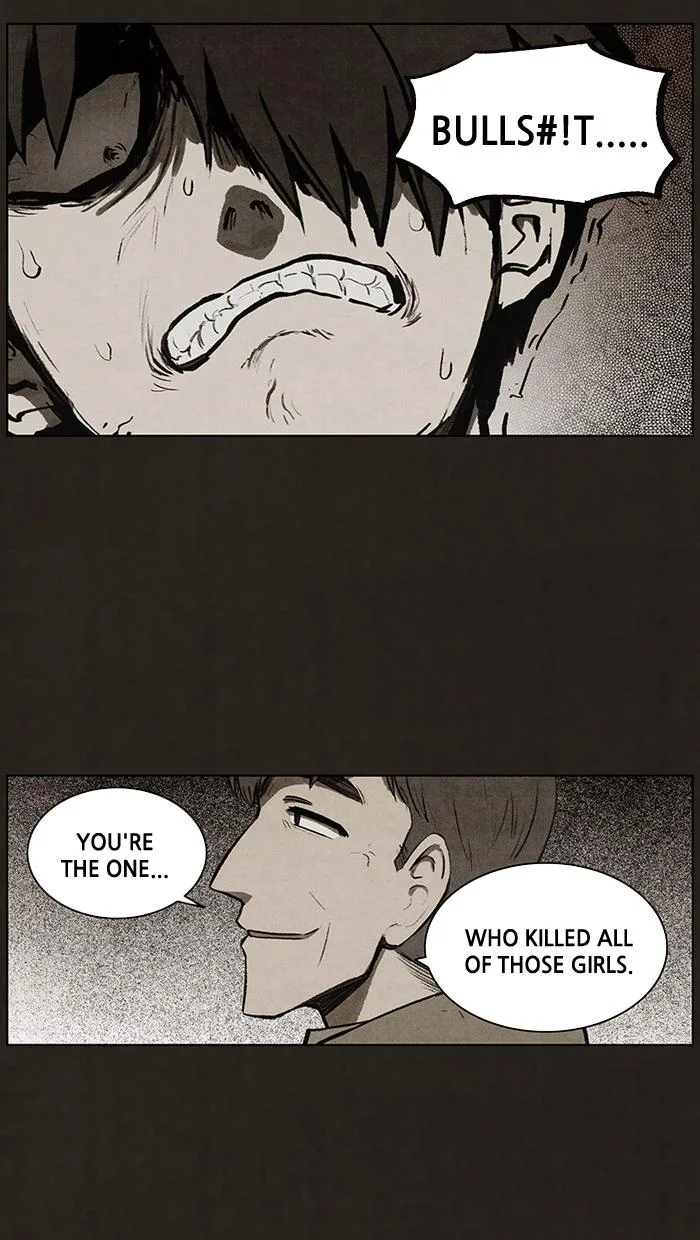 BULLS#!T.....
YOU'RE
THE ONE...
WHO KILLED ALL
OF THOSE GIRLS.